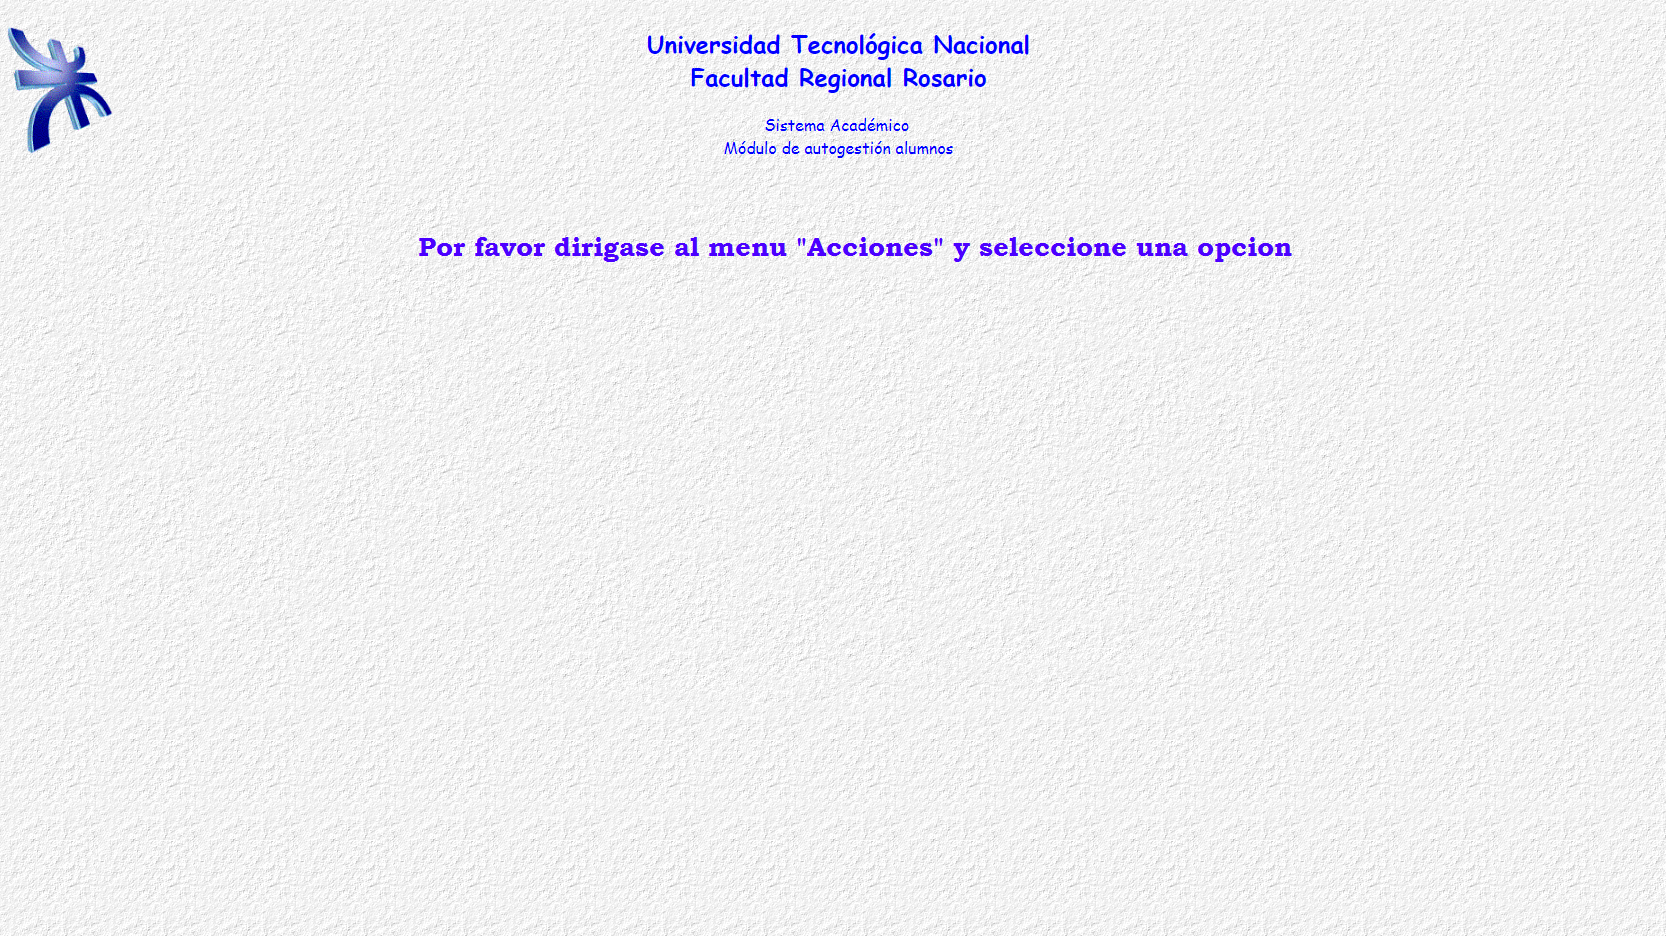 Universidad Tecnológica Nacional
Facultad Regional Rosario
Sistema Académico
Módulo de autogestión alumnos
Por favor dirigase al menu "Acciones" y seleccione una opcion